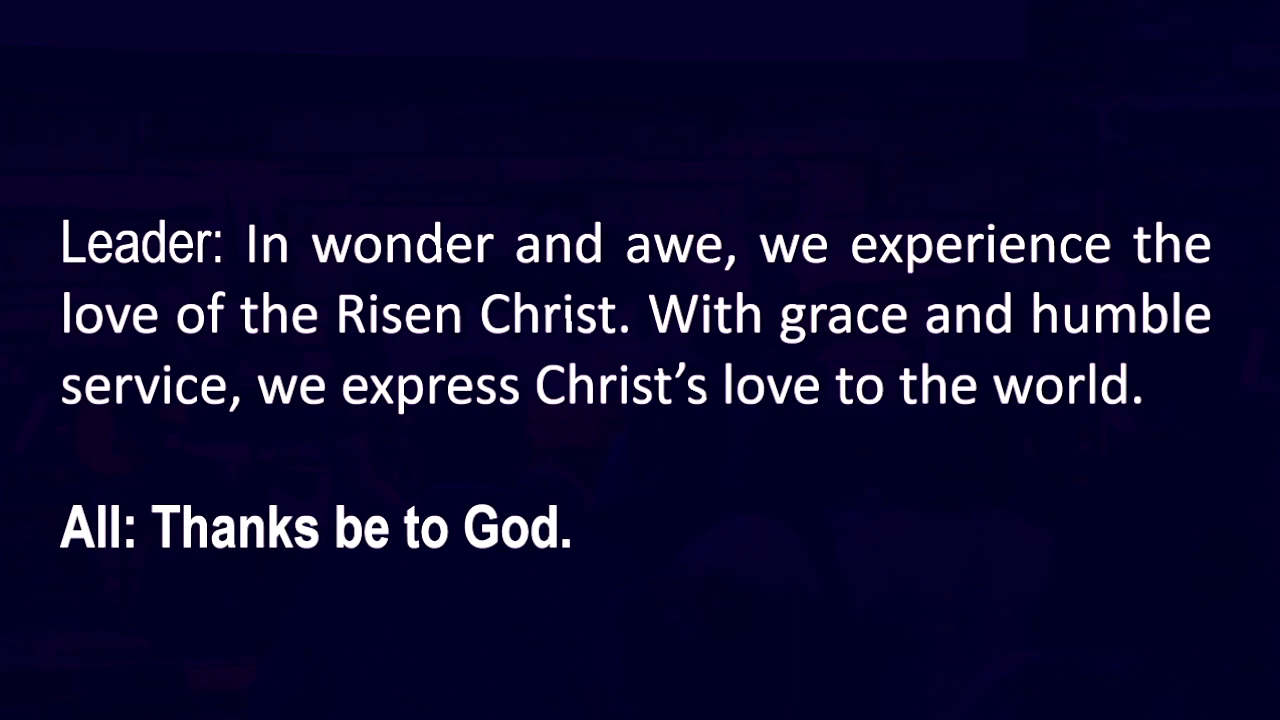 Leader: In wonder and awe, we experience the
love of the Risen Christ. With grace and humble
service, we express Christ’s love to the world.
All: Thanks be to God.